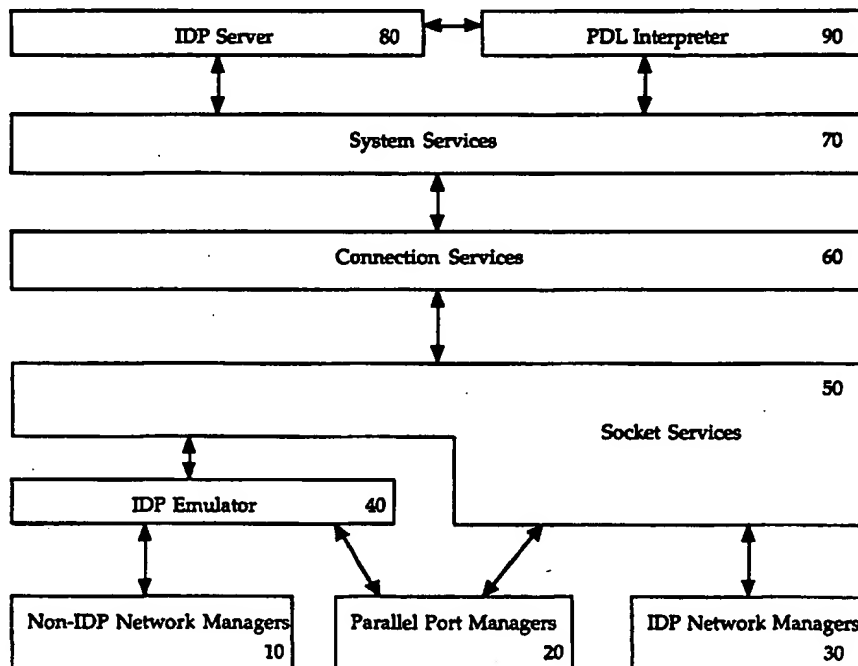 IDP Server 80
PDL Interpreter 90
System Services 70
Connection Services 60
50
Socket Services
IDP Emulator 40
Non-IDP Network Managers
10
Parallel Port Managers
20
IDP Network Managers
30